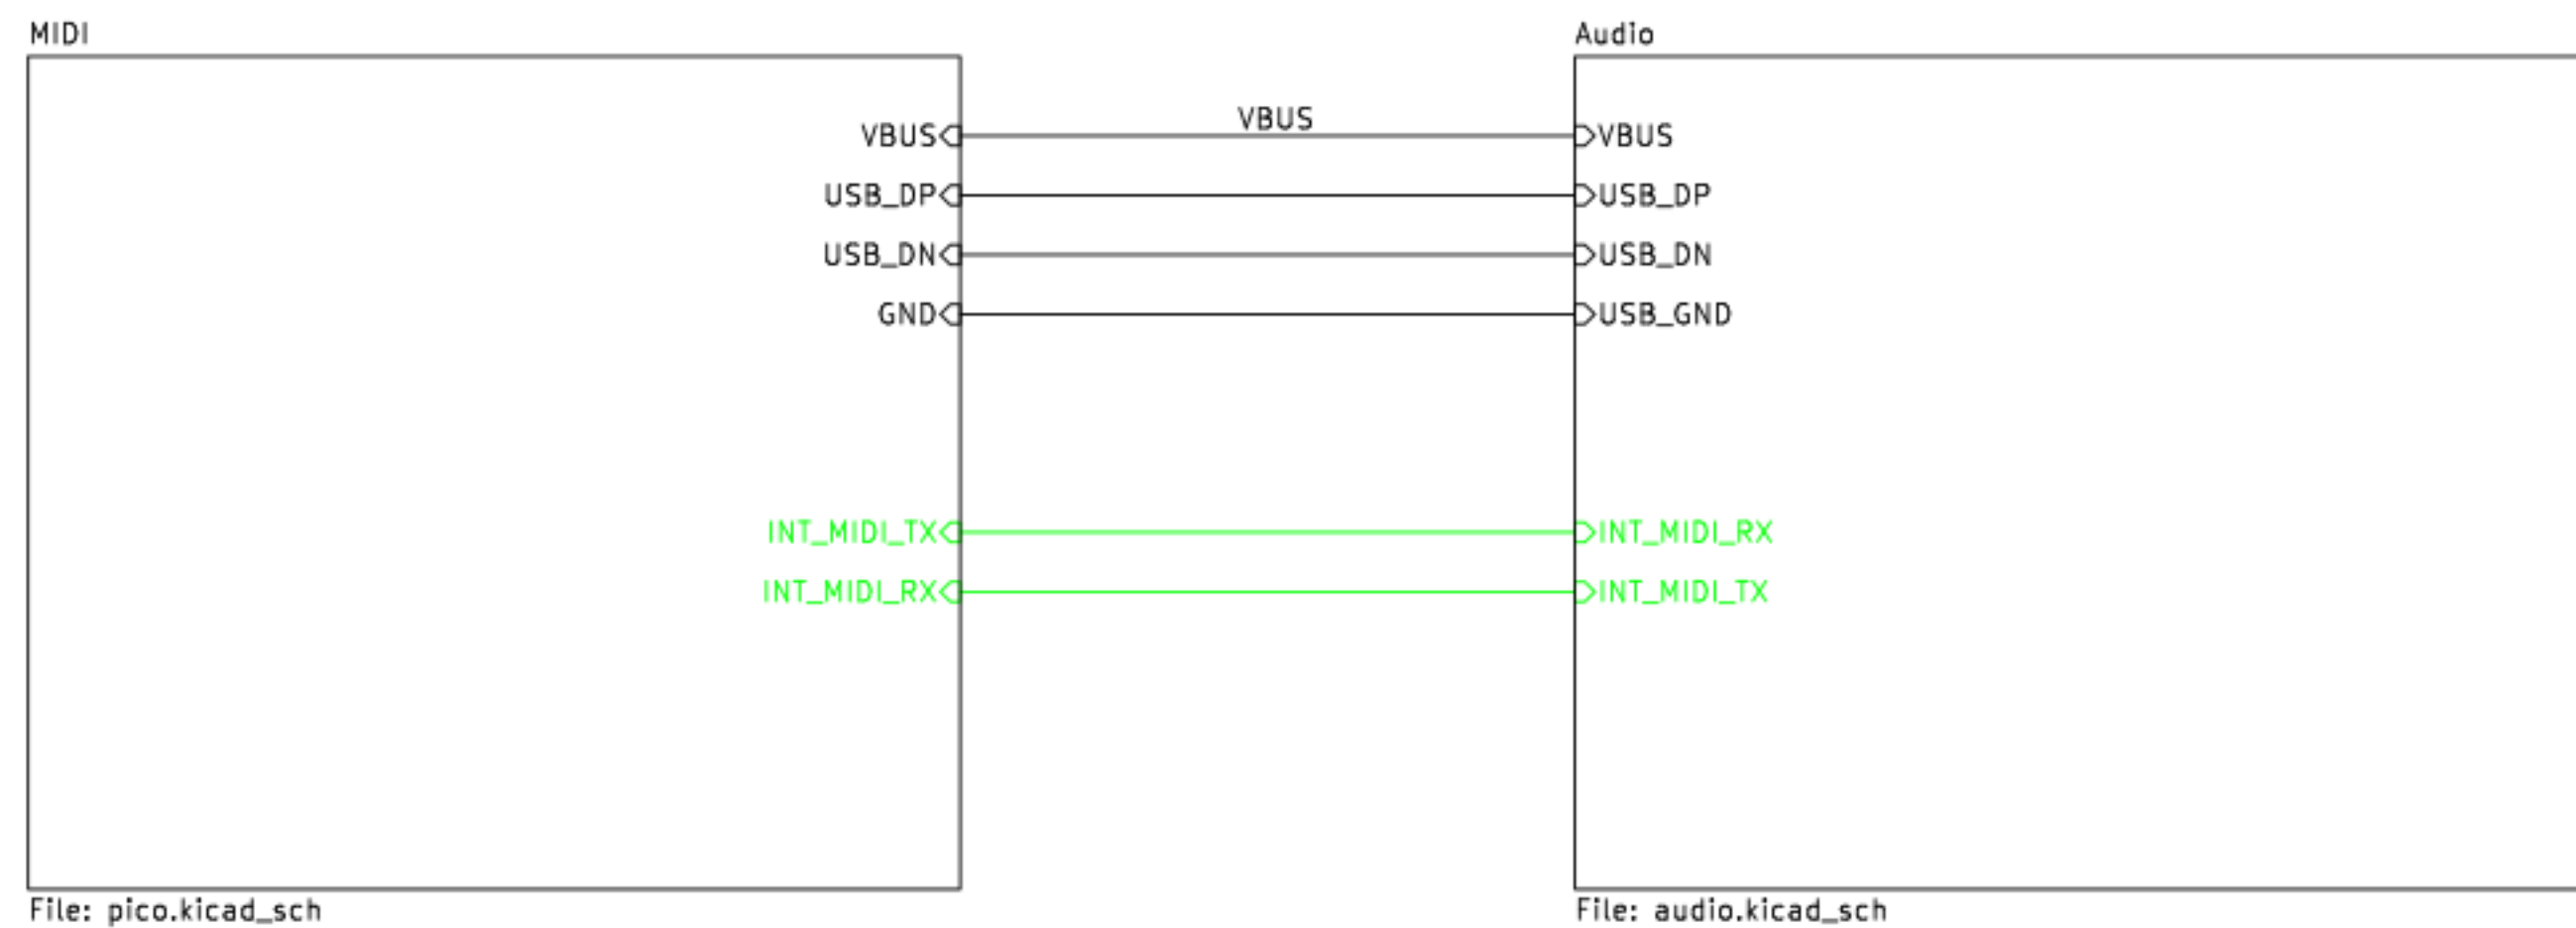 MIDI
VBUS
USB_DP
USB_DN
GND
INT_MIDI_TX
INT_MIDI_RX
File: pico.kicad_sch
VBUS
Audio
VBUS
USB_DP
USB_DN
USB_GND
INT_MIDI_RX
INT_MIDI_TX
File: audio.kicad_sch